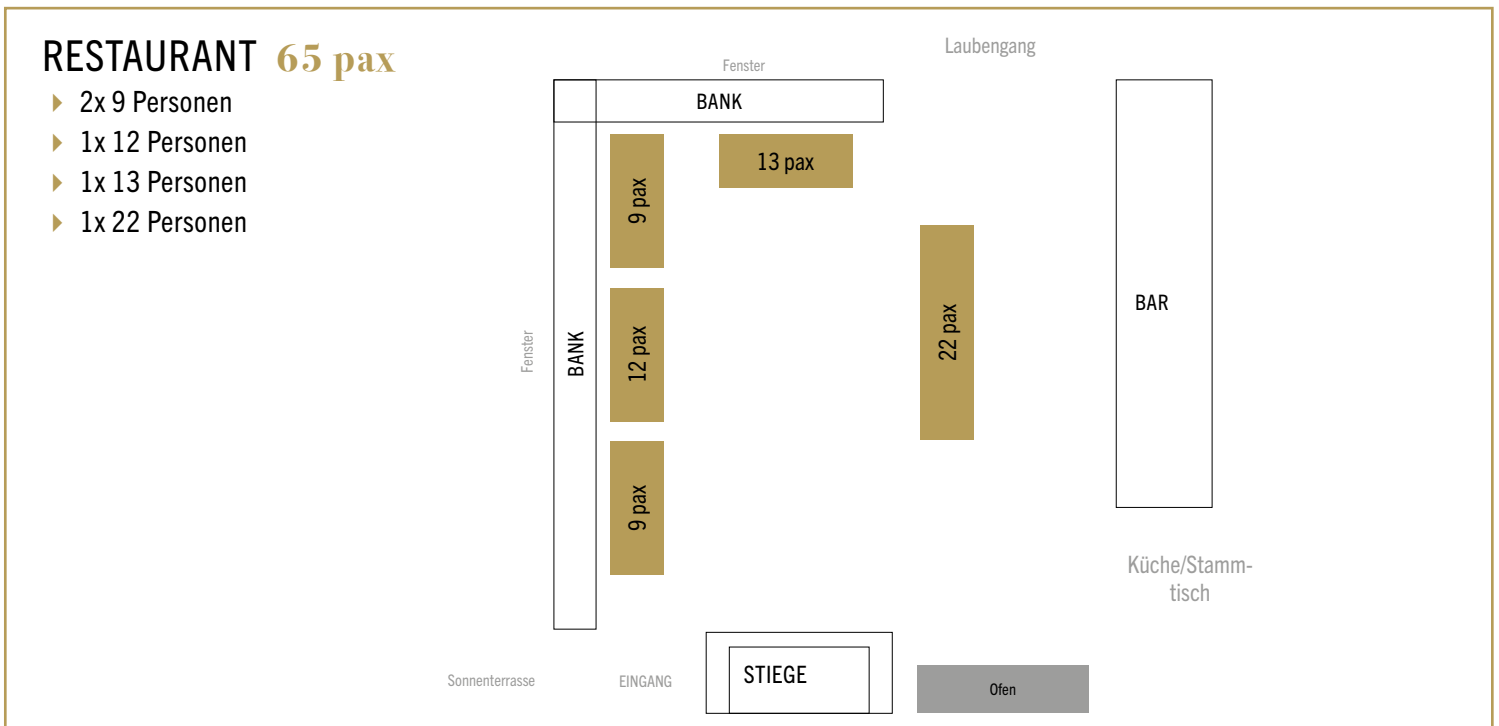 RESTAURANT 65 pax
2x 9 Personen
1x 12 Personen
1x 13 Personen
1x 22 Personen
Laubengang
Fenster
BANK
13 pax
9 pax
22 pax
BAR
Fenster
BANK
12 pax
9 pax
Küche/Stamm-
tisch
Sonnenterrasse
EINGANG
STIEGE
Ofen